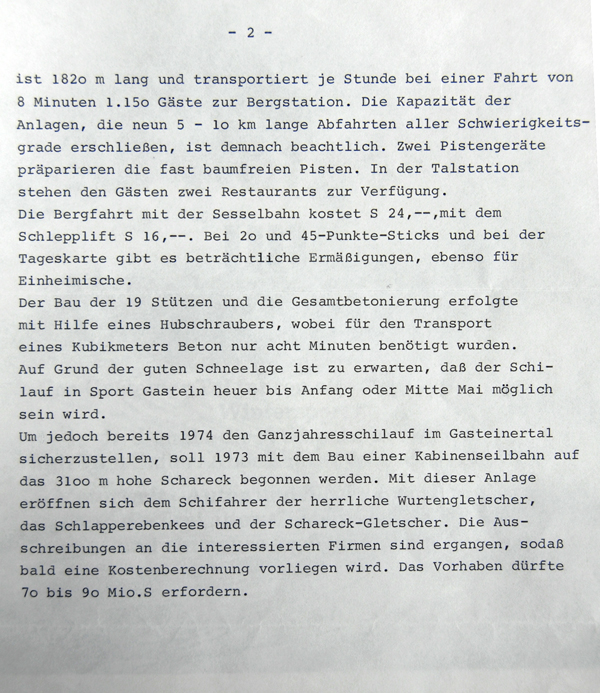 - 2 -
ist 182o m lang und transportiert je Stunde bei einer Fahrt von
8 Minuten 1.15o Gäste zur Bergstation. Die Kapazität der
Anlagen, die neun 5 - 1o km lange Abfahrten aller Schwierigkeits-
grade erschließen, ist demnach beachtlich. Zwei Pistengeräte
präparieren die fast baumfreien Pisten. In der Talstation
stehen den Gästen zwei Restaurants zur Verfügung.
Die Bergfahrt mit der Sesselbahn kostet S 24,--,mit dem
Schlepplift S 16,--. Bei 2o und 45-Punkte-Sticks und bei der
Tageskarte gibt es beträchtliche Ermäßigungen, ebenso für
Einheimische.
Der Bau der 19 Stützen und die Gesamtbetonierung erfolgte
mit Hilfe eines Hubschraubers, wobei für den Transport
eines Kubikmeters Beton nur acht Minuten benötigt wurden.
Auf Grund der guten Schneelage ist zu erwarten, daß der Schi-
lauf in Sport Gastein heuer bis Anfang oder Mitte Mai möglich
sein wird.
Um jedoch bereits 1974 den Ganzjahresschilauf im Gasteinertal
sicherzustellen, soll 1973 mit dem Bau einer Kabinenseilbahn auf
das 31oo m hohe Schareck begonnen werden. Mit dieser Anlage
eröffnen sich dem Schifahrer der herrliche Wurtengletscher,
das Schlapperebenkees und der Schareck-Gletscher. Die Aus-
schreibungen an die interessierten Firmen sind ergangen, sodaß
bald eine Kostenberechnung vorliegen wird. Das Vorhaben dürfte
7o bis 9o Mio.S erfordern.